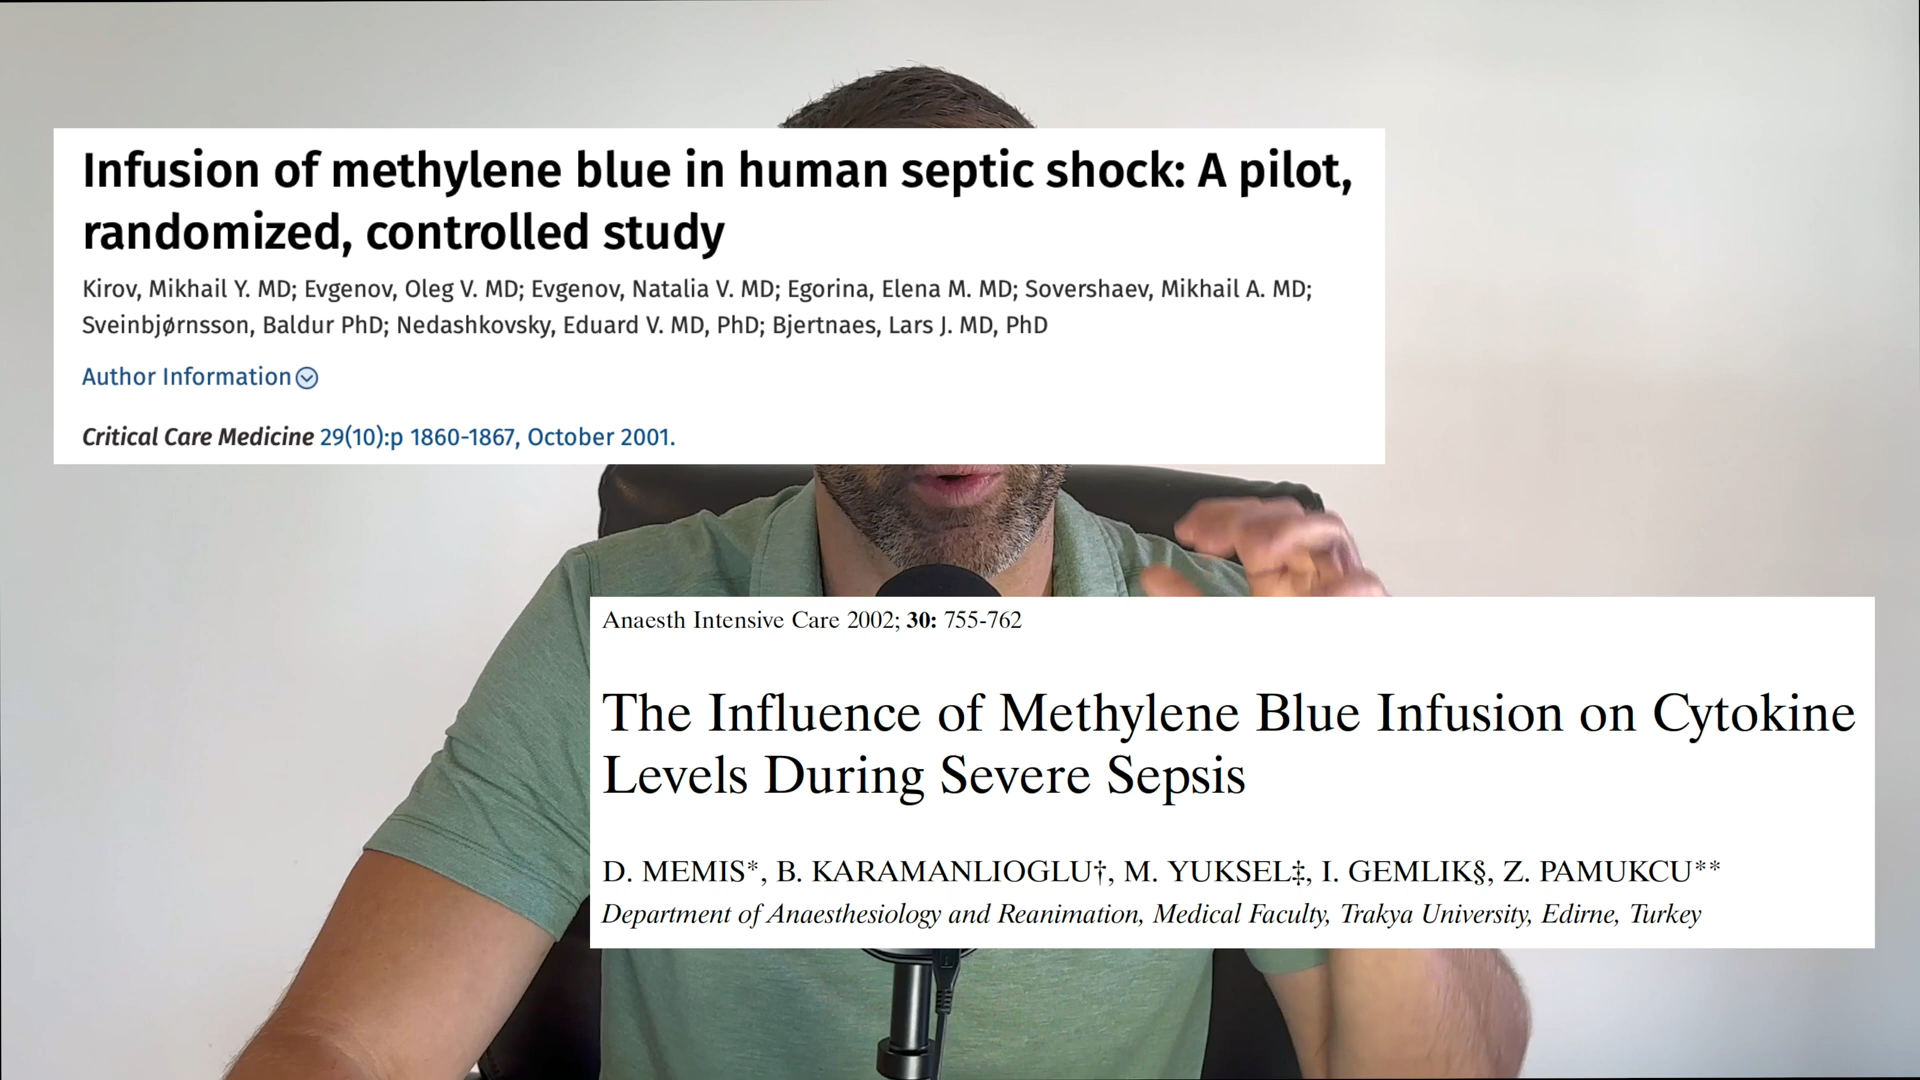 Infusion of methylene blue in human septic shock: A pilot,
randomized, controlled study
Kirov, Mikhail Y. MD; Evgenov, Oleg V. MD; Evgenov, Natalia V. MD; Egorina, Elena M. MD; Sovershaev, Mikhail A. MD;
Sveinbjørnsson, Baldur PhD; Nedashkovsky, Eduard V. MD, PhD; Bjertnaes, Lars J. MD, PhD
Author Information
Critical Care Medicine 29(10):p 1860-1867, October 2001.
Anaesth Intensive Care 2002; 30: 755-762
The Influence of Methylene Blue Infusion on Cytokine
Levels During Severe Sepsis
D. MEMIS*, B. KARAMANLIOGLU†, M. YUKSEL‡, I. GEMLIK§, Z. PAMUKCU**
Department of Anaesthesiology and Reanimation, Medical Faculty, Trakya University, Edirne, Turkey